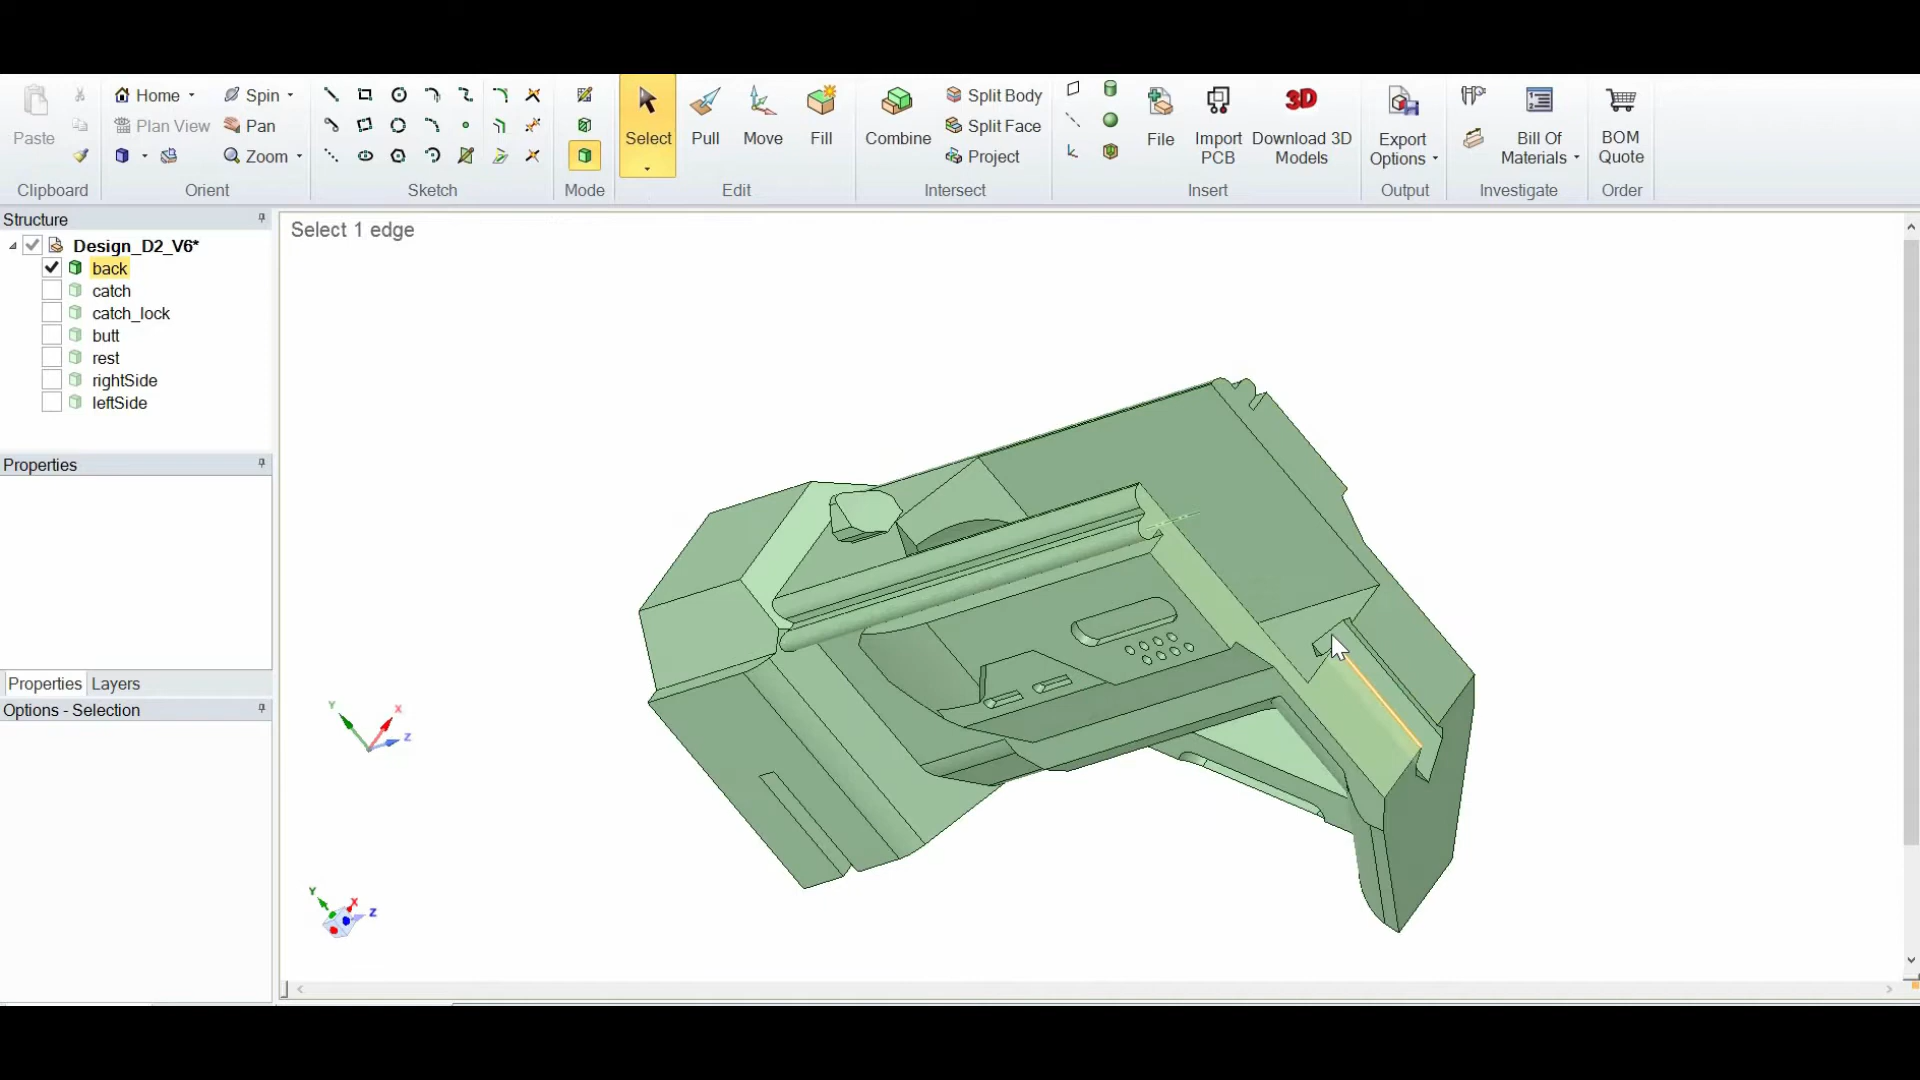 Paste
Clipboard
Home
Spin
Plan View
Pan
Zoom
Orient
Sketch
Mode
Select
Pull
Move
Fill
Edit
Combine
Split Body
Split Face
Project
Intersect
File
Import
PCB
Download 3D
Models
3D
Insert
Export
Options
Output
Bill Of
Materials
Investigate
BOM
Quote
Order
Structure
Design_D2_V6*
back
catch
catch_lock
butt
rest
rightSide
leftSide
Properties
Properties
Layers
Options - Selection
Select 1 edge
Y
X
Z
Y
X
Z